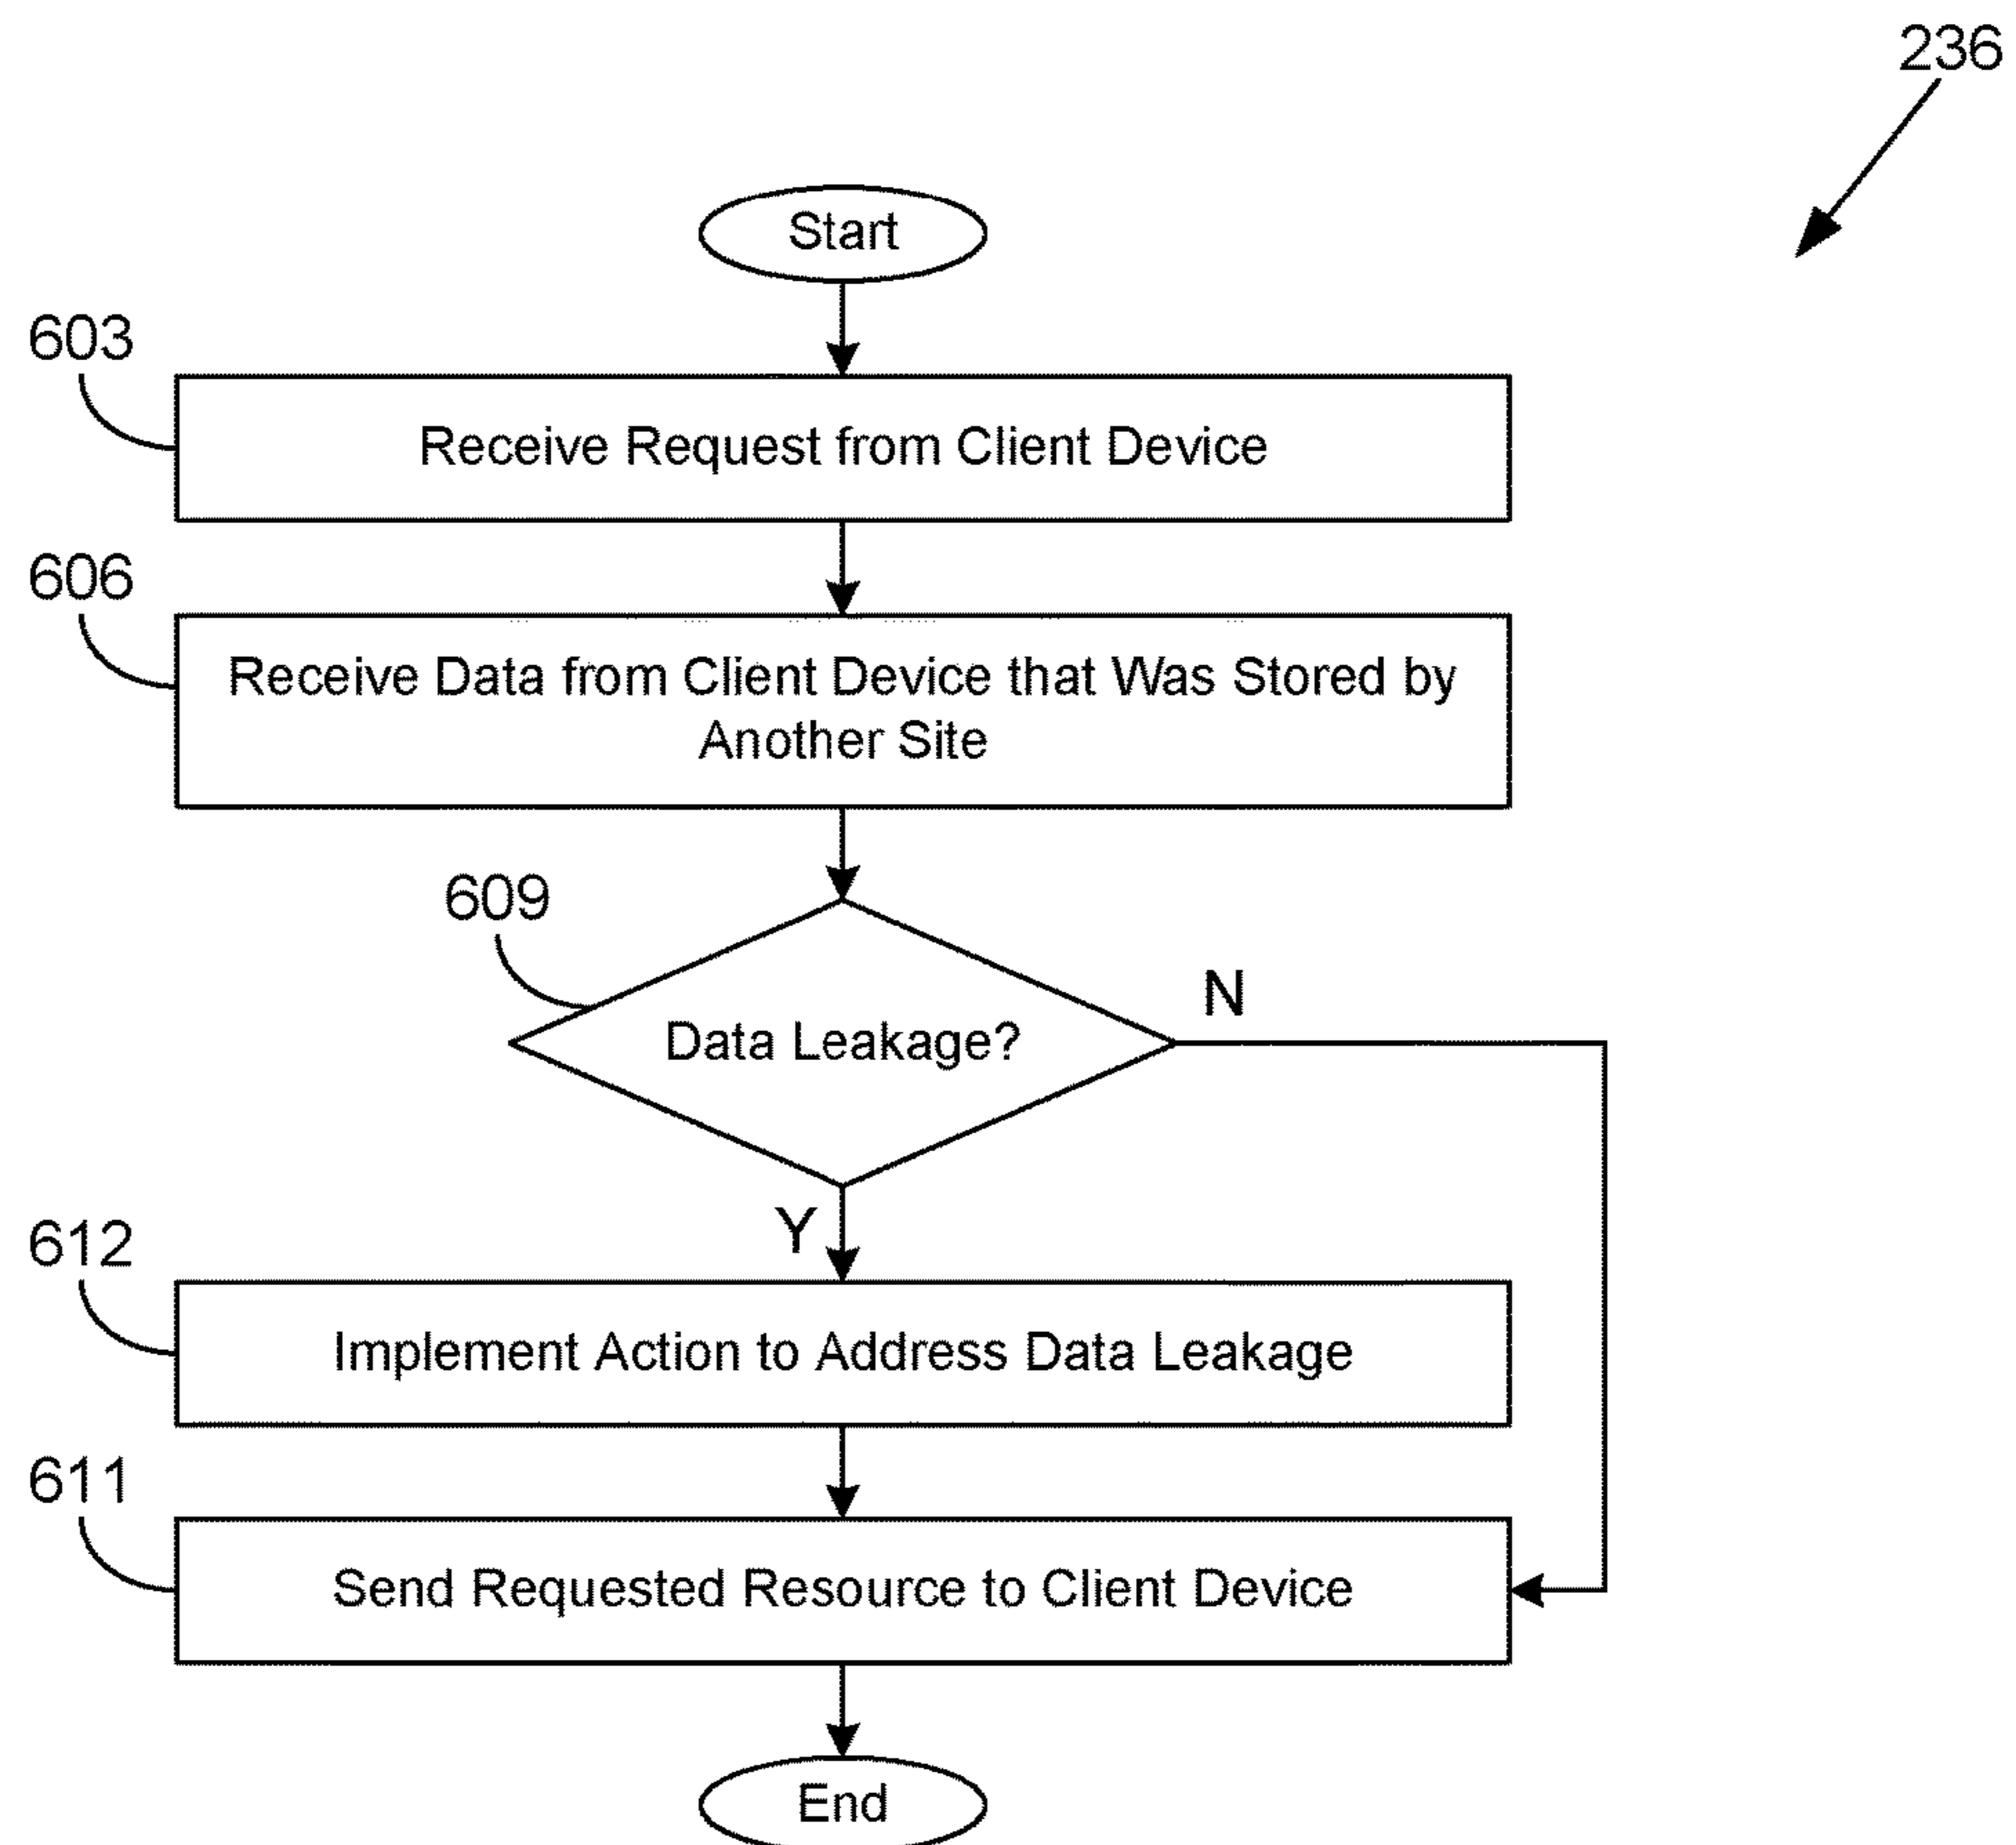 236
Start
603
Receive Request from Client Device
606
Receive Data from Client Device that Was Stored by
Another Site
609
Data Leakage?
N
Y
612
Implement Action to Address Data Leakage
611
Send Requested Resource to Client Device
End